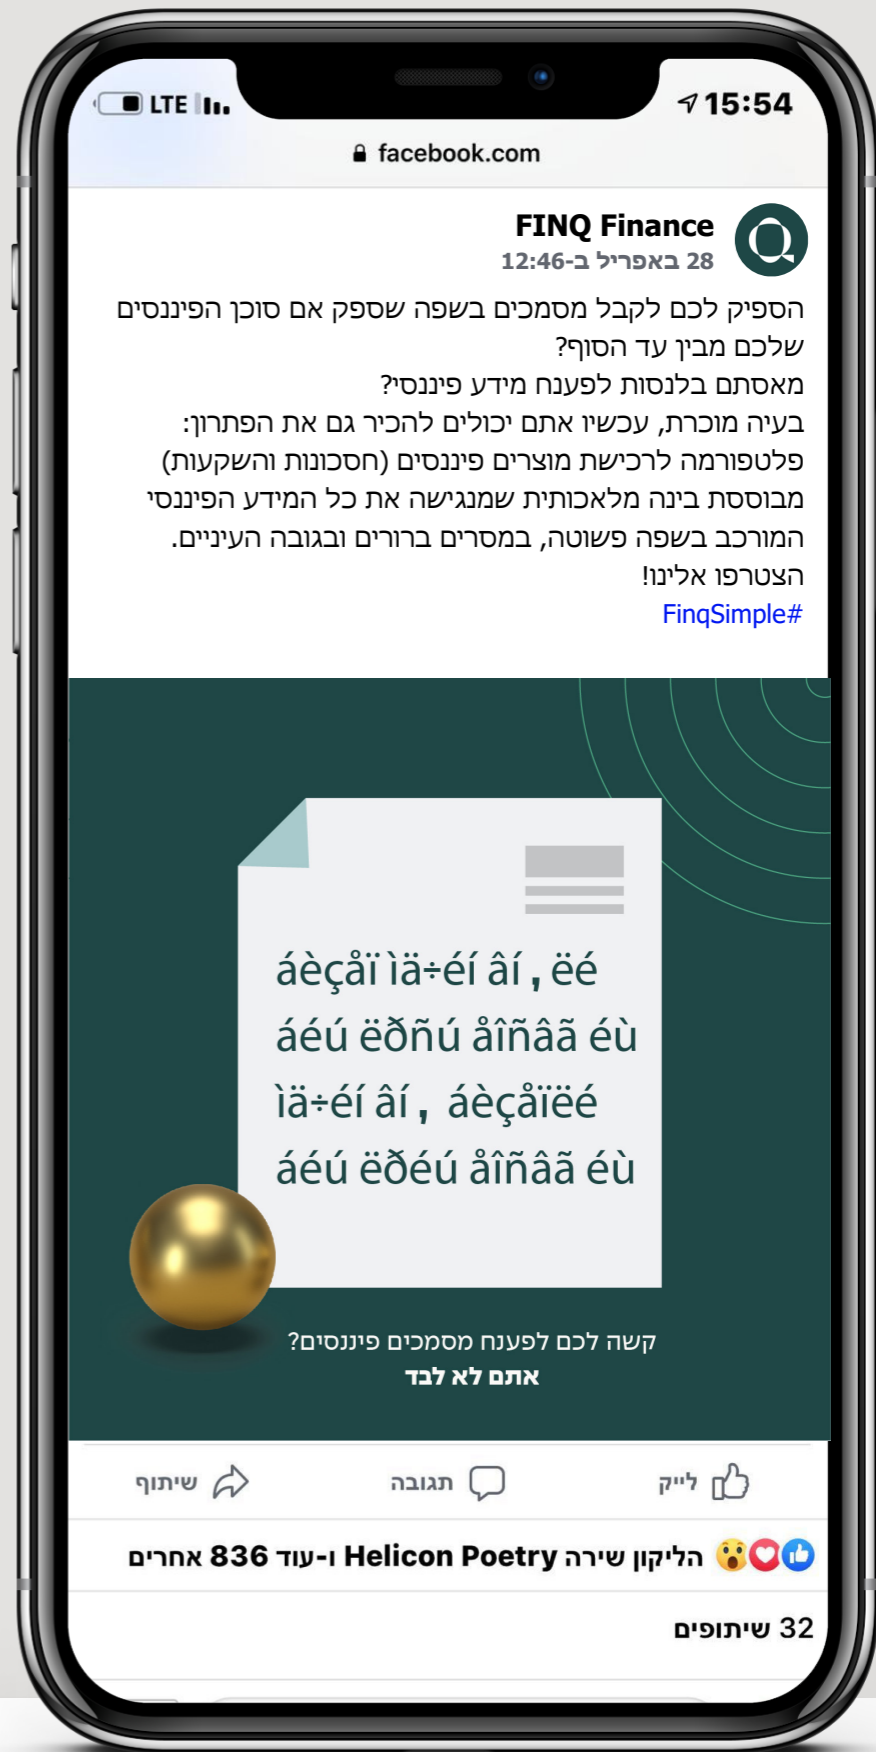 LTE
15:54
facebook.com
FINQ Finance
28 באפריל ב-12:46
הספיק לכם לקבל מסמכים בשפה שספק אם סוכן הפיננסים
שלכם מבין עד הסוף?
מאסתם בלנסות לפענח מידע פיננסי?
בעיה מוכרת, עכשיו אתם יכולים להכיר גם את הפתרון:
פלטפורמה לרכישת מוצרים פיננסים (חסכונות והשקעות)
מבוססת בינה מלאכותית שמנגישה את כל המידע הפיננסי
המורכב בשפה פשוטה, במסרים ברורים ובגובה העיניים.
הצטרפו אלינו!
FinqSimple#
áèçåï ìä÷éí âí , ëé
áéú ëðñú åîñâã éù
ìä÷éí âí , áèçåïëé
áéú ëðéú åîñâã éù
קשה לכם לפענח מסמכים פיננסים?
אתם לא לבד
לייק
תגובה
שיתוף
הליקון שירה Helicon Poetry ו-עוד 836 אחרים
32 שיתופים